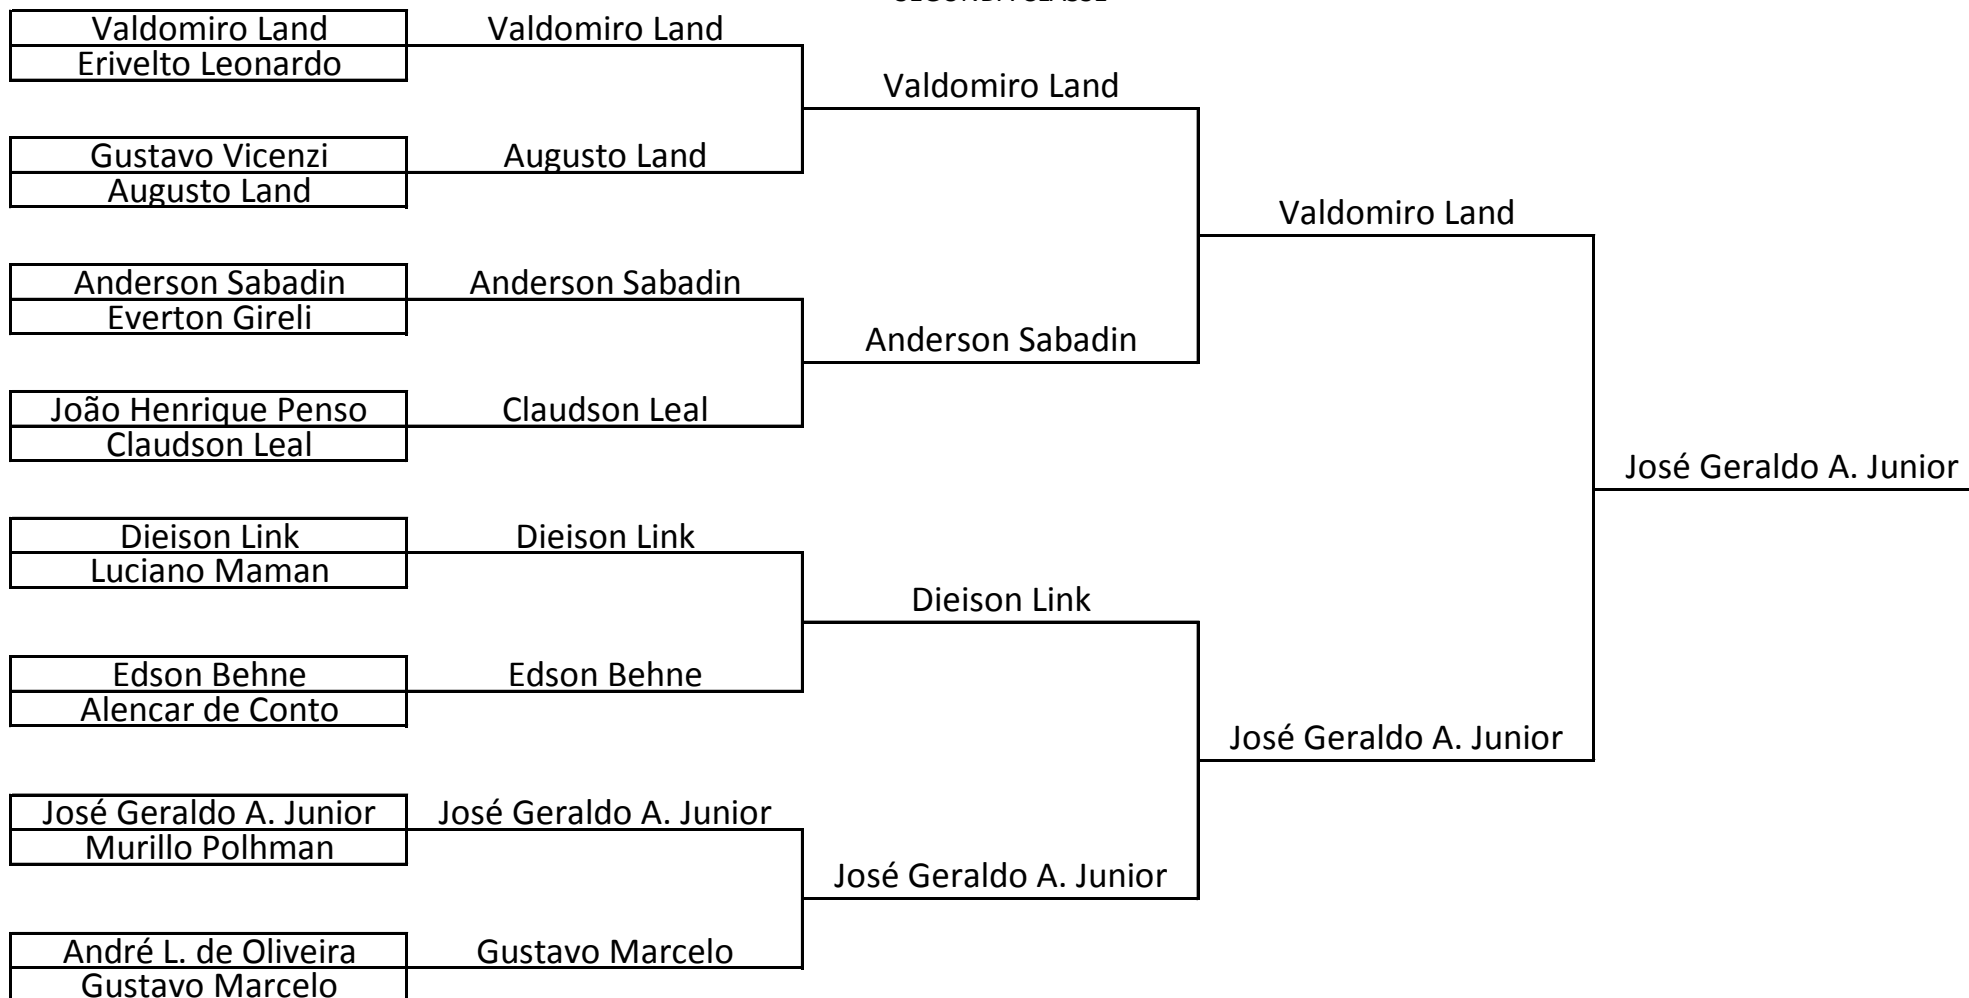 Valdomiro Land Valdomiro Land
Erivelto Leonardo
Valdomiro Land
Gustavo Vicenzi Augusto Land
Augusto Land
Valdomiro Land
Anderson Sabadin Anderson Sabadin
Everton Gireli
Anderson Sabadin
João Henrique Penso Claudson Leal
Claudson Leal
José Geraldo A. Junior
Dieison Link Dieison Link
Luciano Maman
Dieison Link
Edson Behne Edson Behne
Alencar de Conto
José Geraldo A. Junior
José Geraldo A. Junior José Geraldo A. Junior
Murillo Polhman
José Geraldo A. Junior
André L. de Oliveira Gustavo Marcelo
Gustavo Marcelo